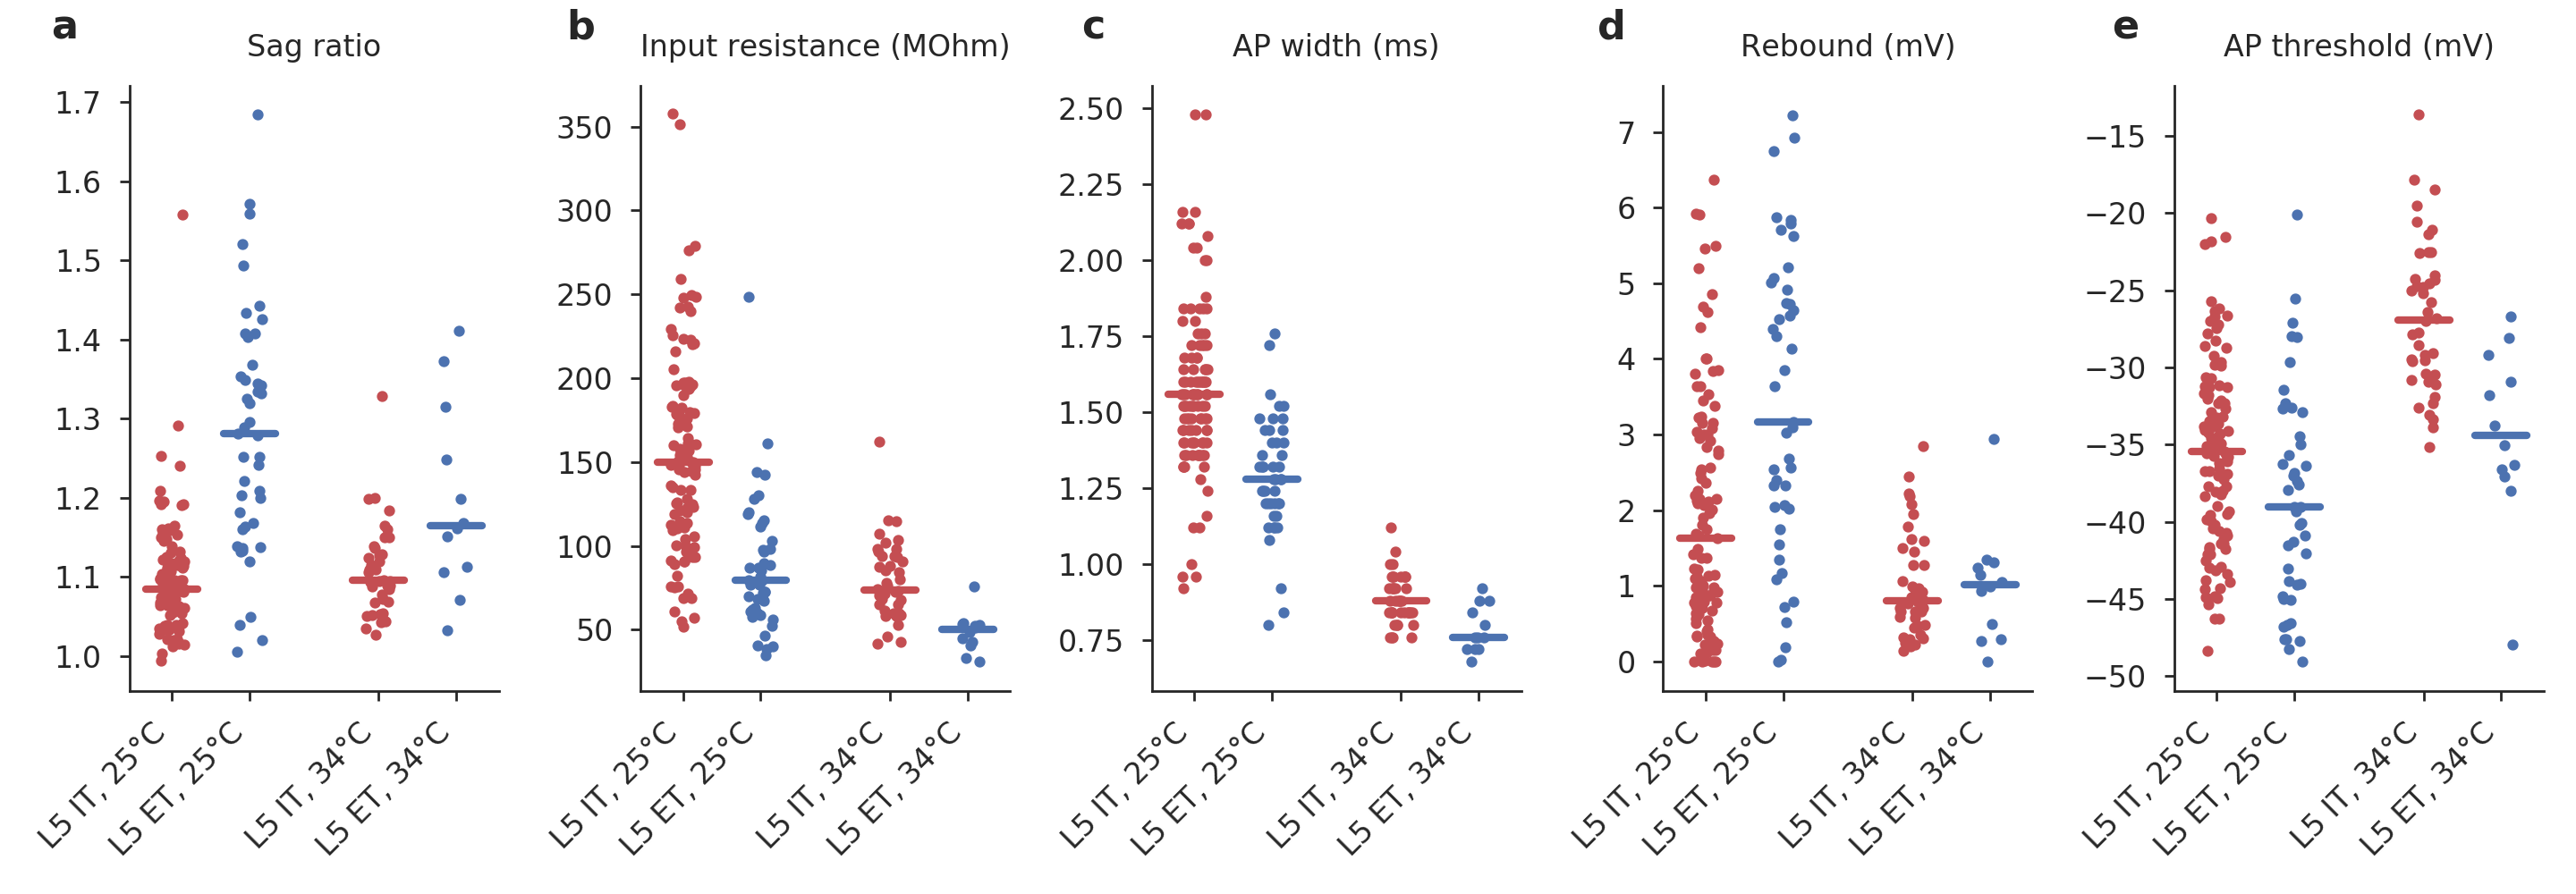 a
Sag ratio
1.7
1.6
1.5
1.4
1.3
1.2
1.1
1.0
L5 IT, 25°C
L5 ET, 25°C
L5 IT, 34°C
L5 ET, 34°C
b
Input resistance (MOhm)
350
300
250
200
150
100
50
L5 IT, 25°C
L5 ET, 25°C
L5 IT, 34°C
L5 ET, 34°C
c
AP width (ms)
2.50
2.25
2.00
1.75
1.50
1.25
1.00
0.75
L5 IT, 25°C
L5 ET, 25°C
L5 IT, 34°C
L5 ET, 34°C
d
Rebound (mV)
7
6
5
4
3
2
1
0
L5 IT, 25°C
L5 ET, 25°C
L5 IT, 34°C
L5 ET, 34°C
e
AP threshold (mV)
−15
−20
−25
−30
−35
−40
−45
−50
L5 IT, 25°C
L5 ET, 25°C
L5 IT, 34°C
L5 ET, 34°C